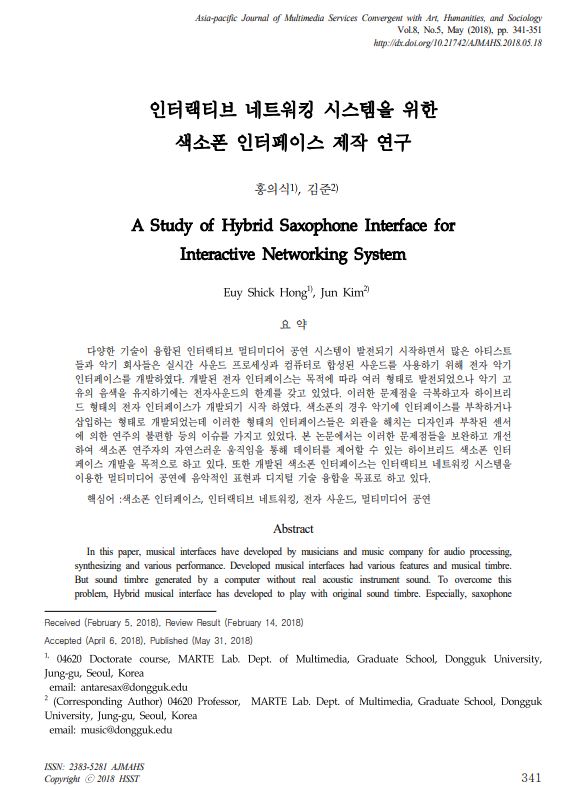 Asia-pacific Journal of Multimedia Services Convergent with Art, Humanities, and Sociology
Vol.8, No.5, May (2018), pp. 341-351
http://dx.doi.org/10.21742/AJMAHS.2018.05.18
인터랙티브 네트워킹 시스템을 위한
색소폰 인터페이스 제작 연구
홍의식1), 김준2)
A Study of Hybrid Saxophone Interface for
Interactive Networking System
Euy Shick Hong1), Jun Kim2)
요 약
다양한 기술이 융합된 인터랙티브 멀티미디어 공연 시스템이 발전되기 시작하면서 많은 아티스트
들과 악기 회사들은 실시간 사운드 프로세싱과 컴퓨터로 합성된 사운드를 사용하기 위해 전자 악기
인터페이스를 개발하였다. 개발된 전자 인터페이스는 목적에 따라 여러 형태로 발전되었으나 악기 고
유의 음색을 유지하기에는 전자사운드의 한계를 갖고 있었다. 이러한 문제점을 극복하고자 하이브리
드 형태의 전자 인터페이스가 개발되기 시작 하였다. 색소폰의 경우 악기에 인터페이스를 부착하거나
삽입하는 형태로 개발되었는데 이러한 형태의 인터페이스들은 외관을 해치는 디자인과 부착된 센서
에 의한 연주의 불편함 등의 이슈를 가지고 있었다. 본 논문에서는 이러한 문제점들을 보완하고 개선
하여 색소폰 연주자의 자연스러운 움직임을 통해 데이터를 제어할 수 있는 하이브리드 색소폰 인터
페이스 개발을 목적으로 하고 있다. 또한 개발된 색소폰 인터페이스는 인터랙티브 네트워킹 시스템을
이용한 멀티미디어 공연에 음악적인 표현과 디지털 기술 융합을 목표로 하고 있다.
핵심어 :색소폰 인터페이스, 인터랙티브 네트워킹, 전자 사운드, 멀티미디어 공연
Abstract
In this paper, musical interfaces have developed by musicians and music company for audio processing,
synthesizing and various performance. Developed musical interfaces had various features and musical timbre.
But sound timbre generated by a computer without real acoustic instrument sound. To overcome this
problem, Hybrid musical interface has developed to play with original sound timbre. Especially, saxophone
Received (February 5, 2018), Review Result (February 14, 2018)
Accepted (April 6, 2018), Published (May 31, 2018)
1, 04620 Doctorate course, MARTE Lab. Dept. of Multimedia, Graduate School, Dongguk University,
Jung-gu, Seoul, Korea
email: antaresax@dongguk.edu
2 (Corresponding Author) 04620 Professor, MARTE Lab. Dept. of Multimedia, Graduate School, Dongguk
University, Jung-gu, Seoul, Korea
email: music@dongguk.edu
ISSN: 2383-5281 AJMAHS
Copyright ⓒ 2018 HSST
341